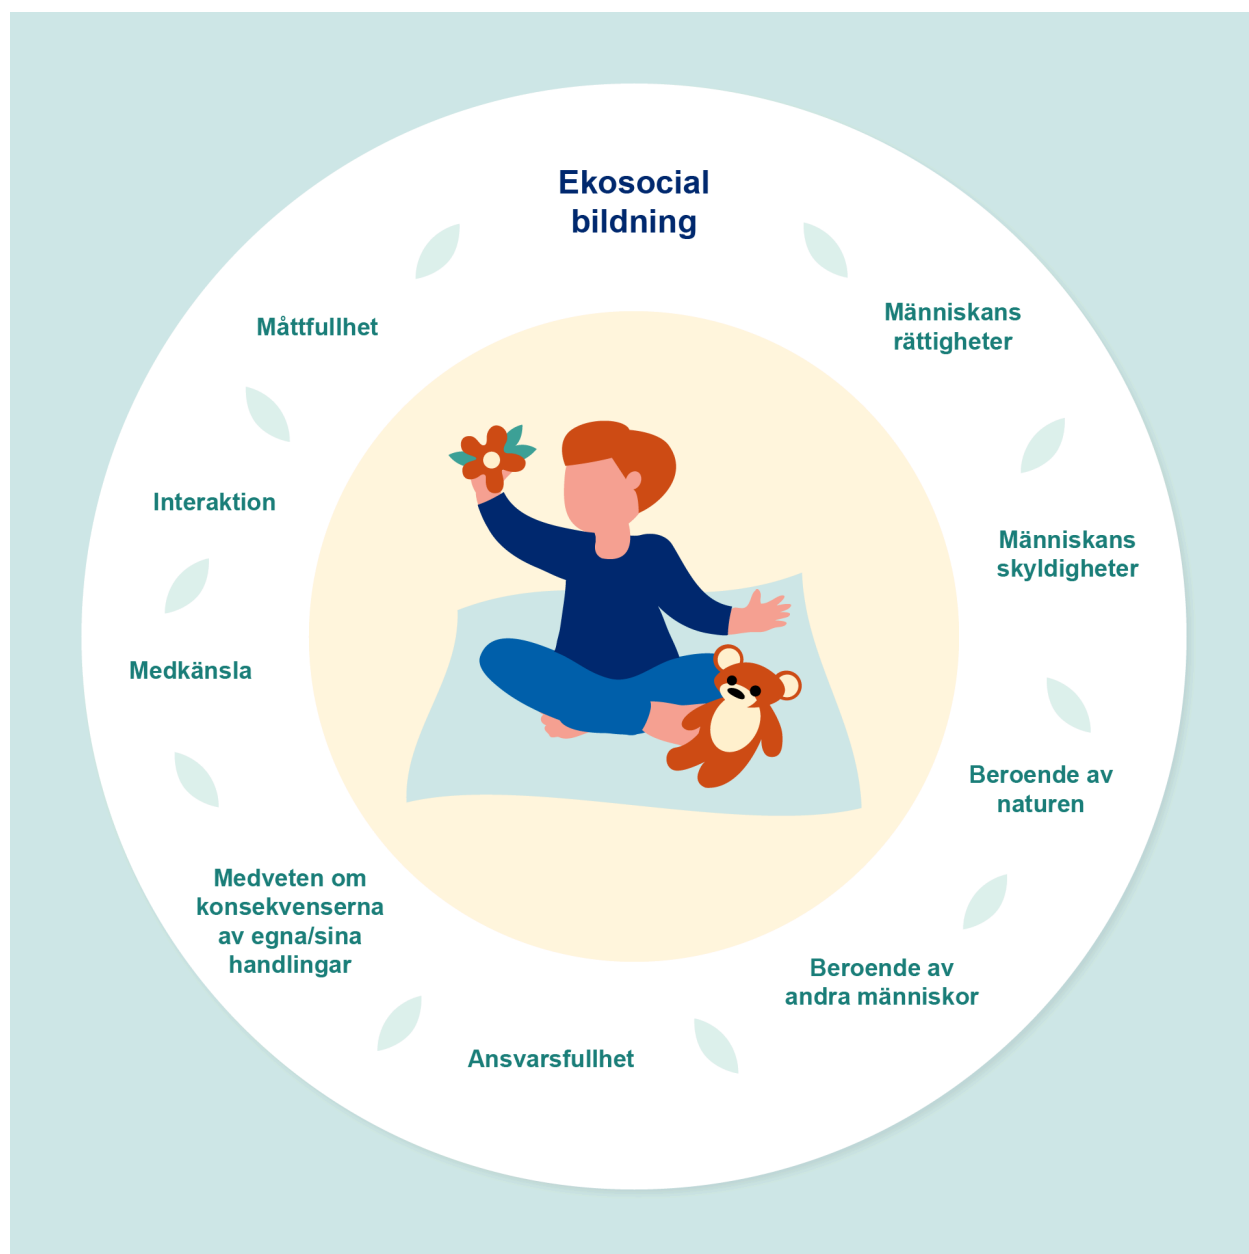 Ekosocial
bildning
Människans
rättigheter
Människans
skyldigheter
Beroende av
naturen
Beroende av
andra människor
Ansvarsfullhet
Medveten om
konsekvenserna
av egna/sina
handlingar
Medkänsla
Interaktion
Måttfullhet